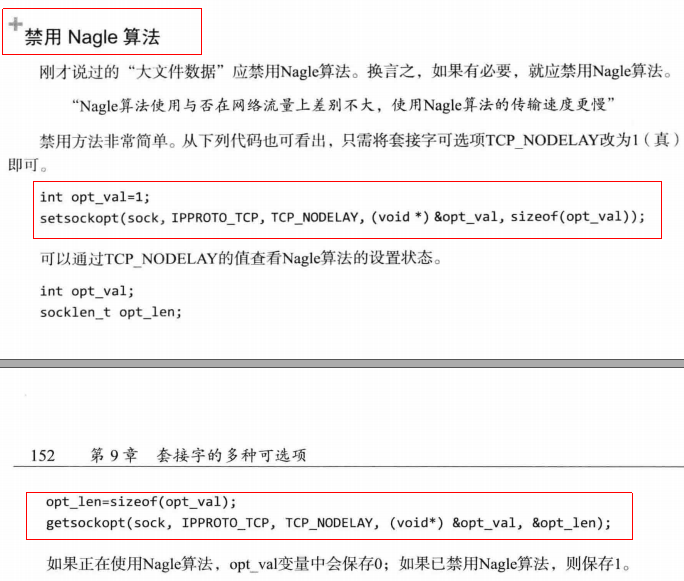 禁用 Nagle 算法
刚才说过的“大文件数据”应禁用Nagle算法。换言之，如果有必要，就应禁用Nagle算法。
“Nagle算法使用与否在网络流量上差别不大，使用Nagle算法的传输速度更慢”
禁用方法非常简单。从下列代码也可看出，只需将套接字可选项TCP_NODELAY改为1（真）
即可。
int opt_val=1;
setsockopt(sock, IPPROTO_TCP, TCP_NODELAY, (void *) &opt_val, sizeof(opt_val));
可以通过TCP_NODELAY的值查看Nagle算法的设置状态。
int opt_val;
socklen_t opt_len;
152 第 9 章 套接字的多种可选项
opt_len=sizeof(opt_val);
getsockopt(sock, IPPROTO_TCP, TCP_NODELAY, (void*) &opt_val, &opt_len);
如果正在使用Nagle算法，opt_val变量中会保存0；如果已禁用Nagle算法，则保存1。